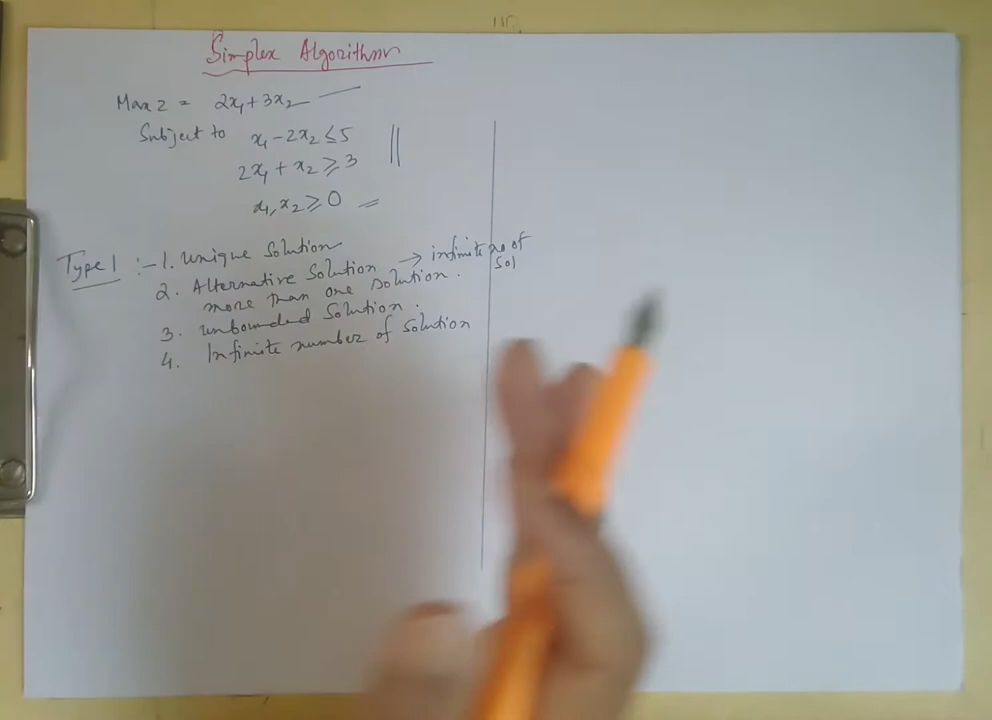 Simplex Algorithm
Max Z = 2x₁ + 3x₂
Subject to x₁ - 2x₂ ≤ 5
2x₁ + x₂ ≥ 3
x₁, x₂ ≥ 0
Type 1 :- 1. Unique Solution
2. Alternative Solution → infinite no of sol
more than one solution.
3. unbounded Solution.
4. Infinite number of solution